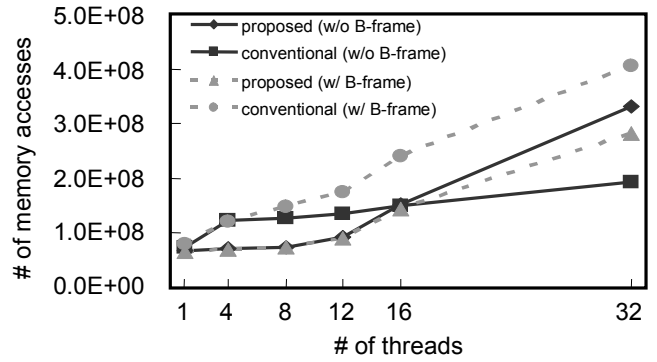 5.0E+08
4.0E+08
3.0E+08
2.0E+08
1.0E+08
0.0E+00
# of memory accesses
proposed (w/o B-frame)
conventional (w/o B-frame)
proposed (w/ B-frame)
conventional (w/ B-frame)
1 4 8 12 16 32
# of threads